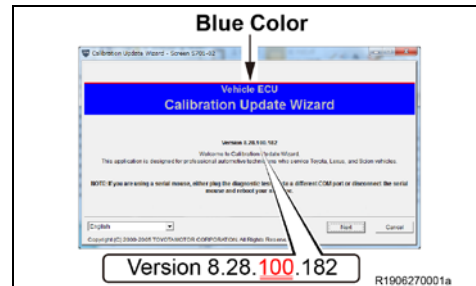 Blue Color
Calibration Update Wizard - Screen S701-02
Vehicle ECU
Calibration Update Wizard
Version 8.28.100.182
Welcome to Calibration Update Wizard
This application is designed for professional automotive technicians who service Toyota, Lexus, and Scion vehicles.
NOTE: If you are using a serial mouse, either plug the diagnostic to a different COM port or disconnect the serial
mouse and reboot your
English
Next
Cancel
Copyright (C) 2000-2005 TOYOTA MOTOR CORPORATION. All Rights Reserved
Version 8.28.100.182
R1906270001a